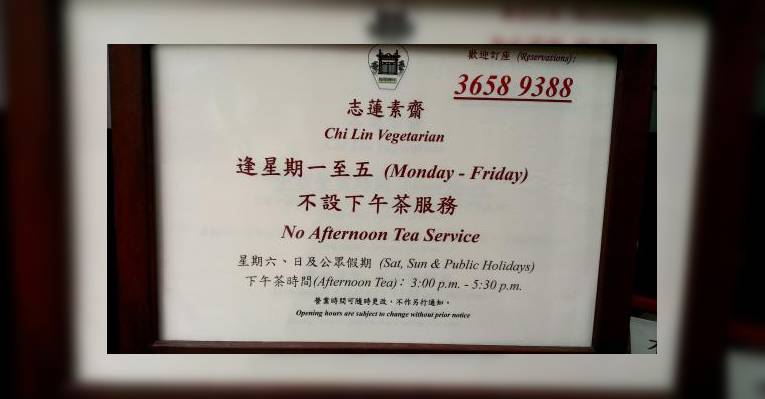 歡迎訂座 (Reservations):
3658 9388
志蓮素齋
Chi Lin Vegetarian
逢星期一至五 (Monday - Friday)
不設下午茶服務
No Afternoon Tea Service
星期六、日及公眾假期 (Sat, Sun & Public Holidays)
下午茶時間(Afternoon Tea): 3:00 p.m. - 5:30 p.m.
營業時間可隨時更改，不作另行通知。
Opening hours are subject to change without prior notice